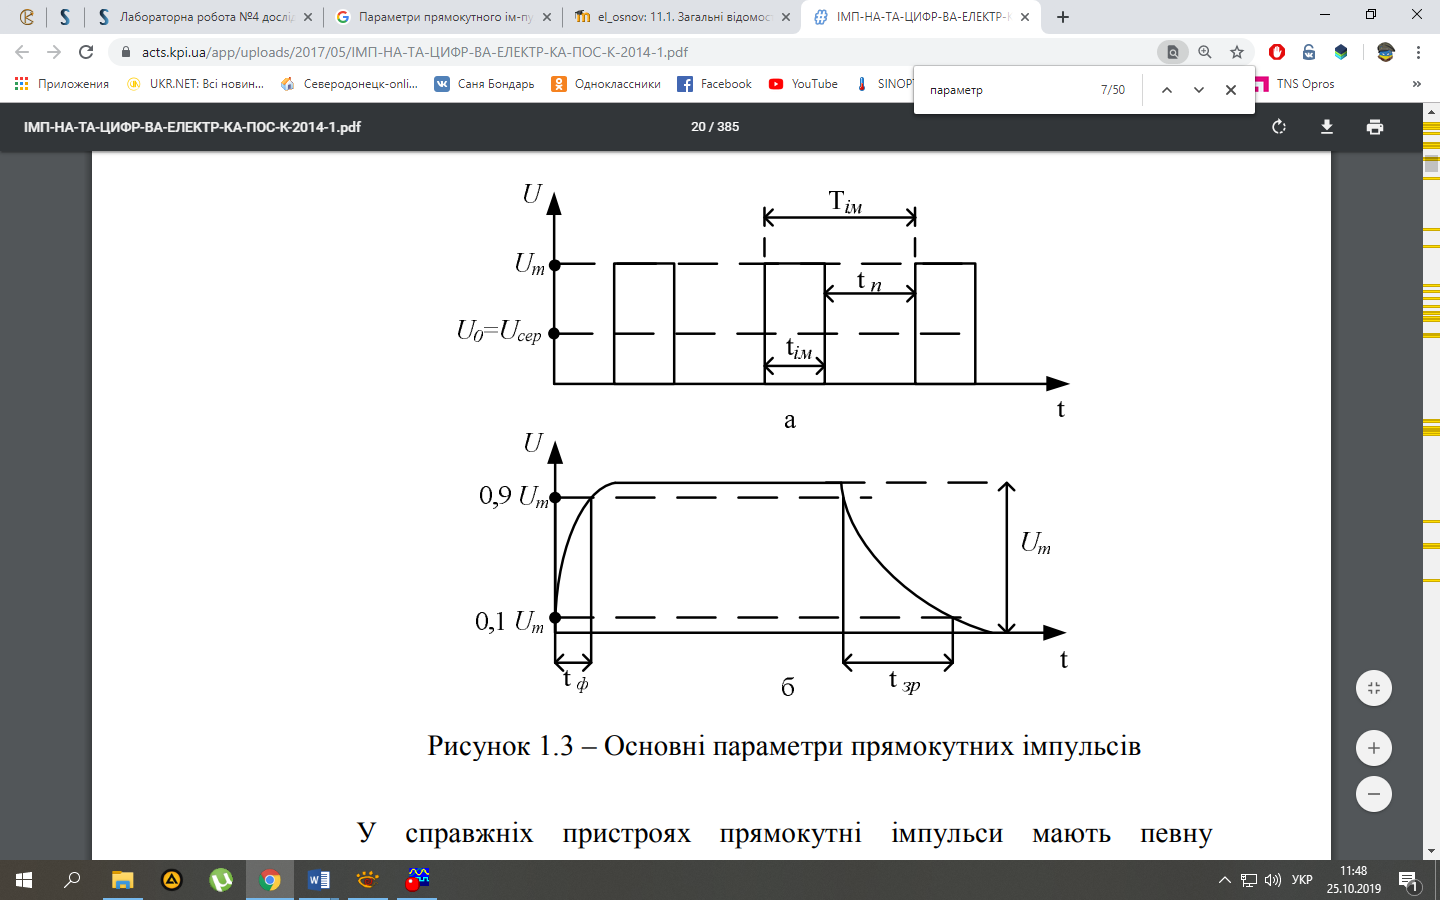 Лабораторна робота №4 дослід
Параметри прямокутного ім-пу
el_osnov: 11.1. Загальні відомос
ІМП-НА-ТА-ЦИФР-ВА-ЕЛЕКТР-К
acts.kpi.ua/app/uploads/2017/05/ІМП-НА-ТА-ЦИФР-ВА-ЕЛЕКТР-КА-ПОС-К-2014-1.pdf
Приложения
UKR.NET: Всі новин...
Северодонецк-onli...
Саня Бондарь
Одноклассники
Facebook
YouTube
SINOPT
TNS Opros
»
параметр
7/50
ІМП-НА-ТА-ЦИФР-ВА-ЕЛЕКТР-КА-ПОС-К-2014-1.pdf
20 / 385
U
Tім
Um
t п
U0=Uсер
tім
t
а
U
0,9 Um
Um
0,1 Um
t
t ф
б
t зр
Рисунок 1.3 – Основні параметри прямокутних імпульсів
У справжніх пристроях прямокутні імпульси мають певну
УКР
11:48
25.10.2019
1